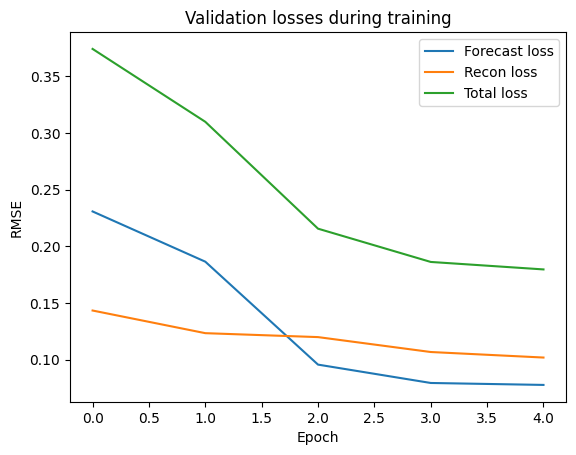 Validation losses during training
Forecast loss
Recon loss
Total loss
RMSE
0.35
0.30
0.25
0.20
0.15
0.10
0.0 0.5 1.0 1.5 2.0 2.5 3.0 3.5 4.0
Epoch